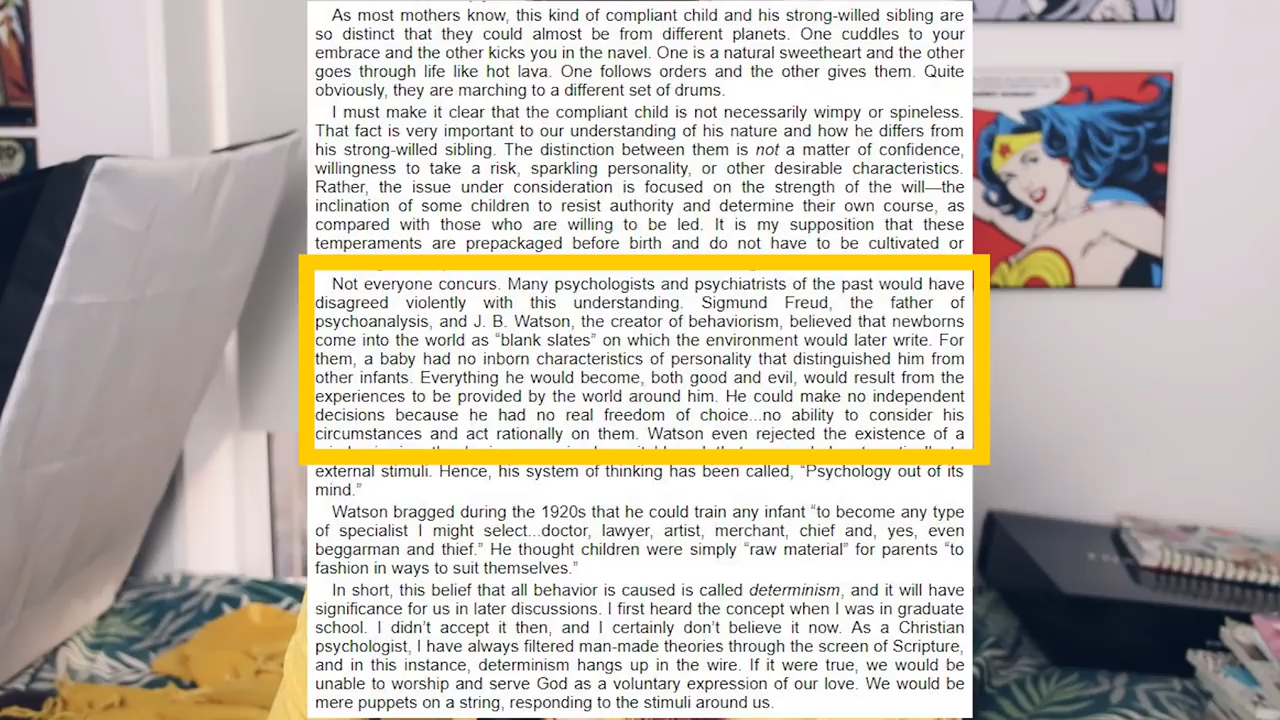 As most mothers know, this kind of compliant child and his strong-willed sibling are
so distinct that they could almost be from different planets. One cuddles to your
embrace and the other kicks you in the navel. One is a natural sweetheart and the other
goes through life like hot lava. One follows orders and the other gives them. Quite
obviously, they are marching to a different set of drums.
I must make it clear that the compliant child is not necessarily wimpy or spineless.
That fact is very important to our understanding of his nature and how he differs from
his strong-willed sibling. The distinction between them is not a matter of confidence,
willingness to take a risk, sparkling personality, or other desirable characteristics.
Rather, the issue under consideration is focused on the strength of the will—the
inclination of some children to resist authority and determine their own course, as
compared with those who are willing to be led. It is my supposition that these
temperaments are prepackaged before birth and do not have to be cultivated or
Not everyone concurs. Many psychologists and psychiatrists of the past would have
disagreed violently with this understanding. Sigmund Freud, the father of
psychoanalysis, and J. B. Watson, the creator of behaviorism, believed that newborns
come into the world as “blank slates” on which the environment would later write. For
them, a baby had no inborn characteristics of personality that distinguished him from
other infants. Everything he would become, both good and evil, would result from the
experiences to be provided by the world around him. He could make no independent
decisions because he had no real freedom of choice...no ability to consider his
circumstances and act rationally on them. Watson even rejected the existence of a
external stimuli. Hence, his system of thinking has been called, “Psychology out of its
mind.”
Watson bragged during the 1920s that he could train any infant “to become any type
of specialist I might select...doctor, lawyer, artist, merchant, chief and, yes, even
beggarman and thief.” He thought children were simply “raw material” for parents “to
fashion in ways to suit themselves.”
In short, this belief that all behavior is caused is called determinism, and it will have
significance for us in later discussions. I first heard the concept when I was in graduate
school. I didn’t accept it then, and I certainly don’t believe it now. As a Christian
psychologist, I have always filtered man-made theories through the screen of Scripture,
and in this instance, determinism hangs up in the wire. If it were true, we would be
unable to worship and serve God as a voluntary expression of our love. We would be
mere puppets on a string, responding to the stimuli around us.